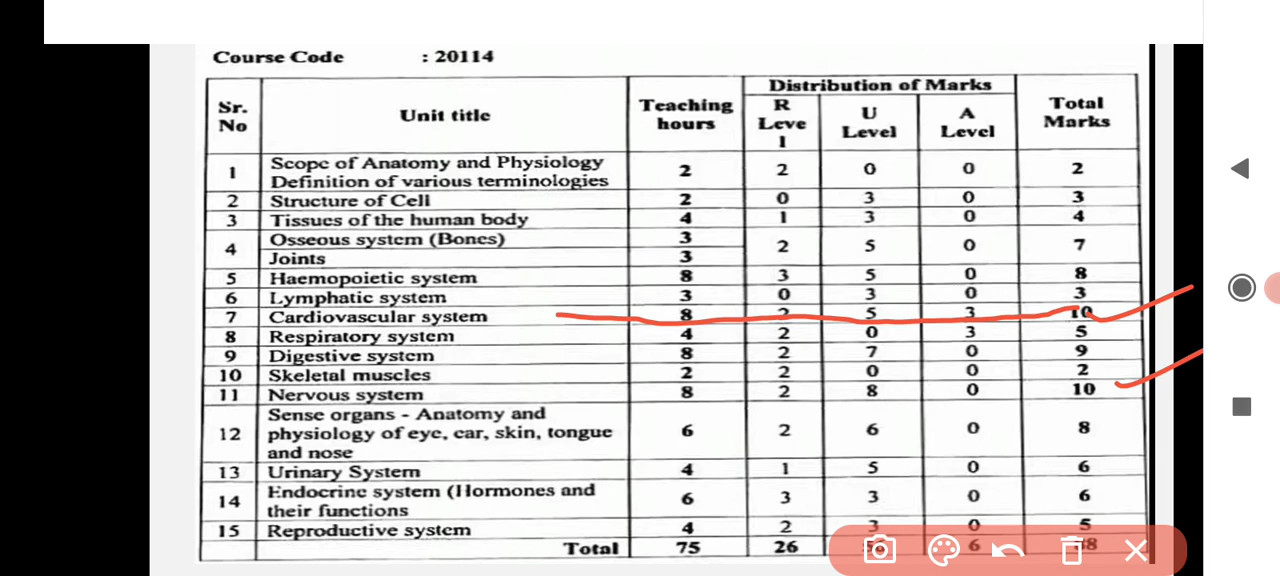 Course Code : 20114
Sr. No Unit title Teaching hours Distribution of Marks Total Marks
R Leve l U Level A Level
1 Scope of Anatomy and Physiology Definition of various terminologies 2 2 0 0 2
2 Structure of Cell 2 0 3 0 3
3 Tissues of the human body 4 1 3 0 4
4 Osseous system (Bones) 3 2 5 0 7
Joints 3
5 Haemopoietic system 8 3 5 0 8
6 Lymphatic system 3 0 3 0 3
7 Cardiovascular system 8 2 5 3 10
8 Respiratory system 4 2 0 3 5
9 Digestive system 8 2 7 0 9
10 Skeletal muscles 2 2 0 0 2
11 Nervous system 8 2 8 0 10
12 Sense organs - Anatomy and physiology of eye, ear, skin, tongue and nose 6 2 6 0 8
13 Urinary System 4 1 5 0 6
14 Endocrine system (Hormones and their functions 6 3 3 0 6
15 Reproductive system 4 2 3 0 5
Total 75 26 56 6 88